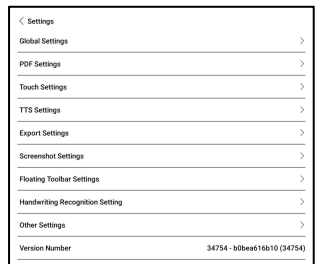 Settings
Global Settings
PDF Settings
Touch Settings
TTS Settings
Export Settings
Screenshot Settings
Floating Toolbar Settings
Handwriting Recognition Setting
Other Settings
Version Number 34754 - b0bea616b10 (34754)